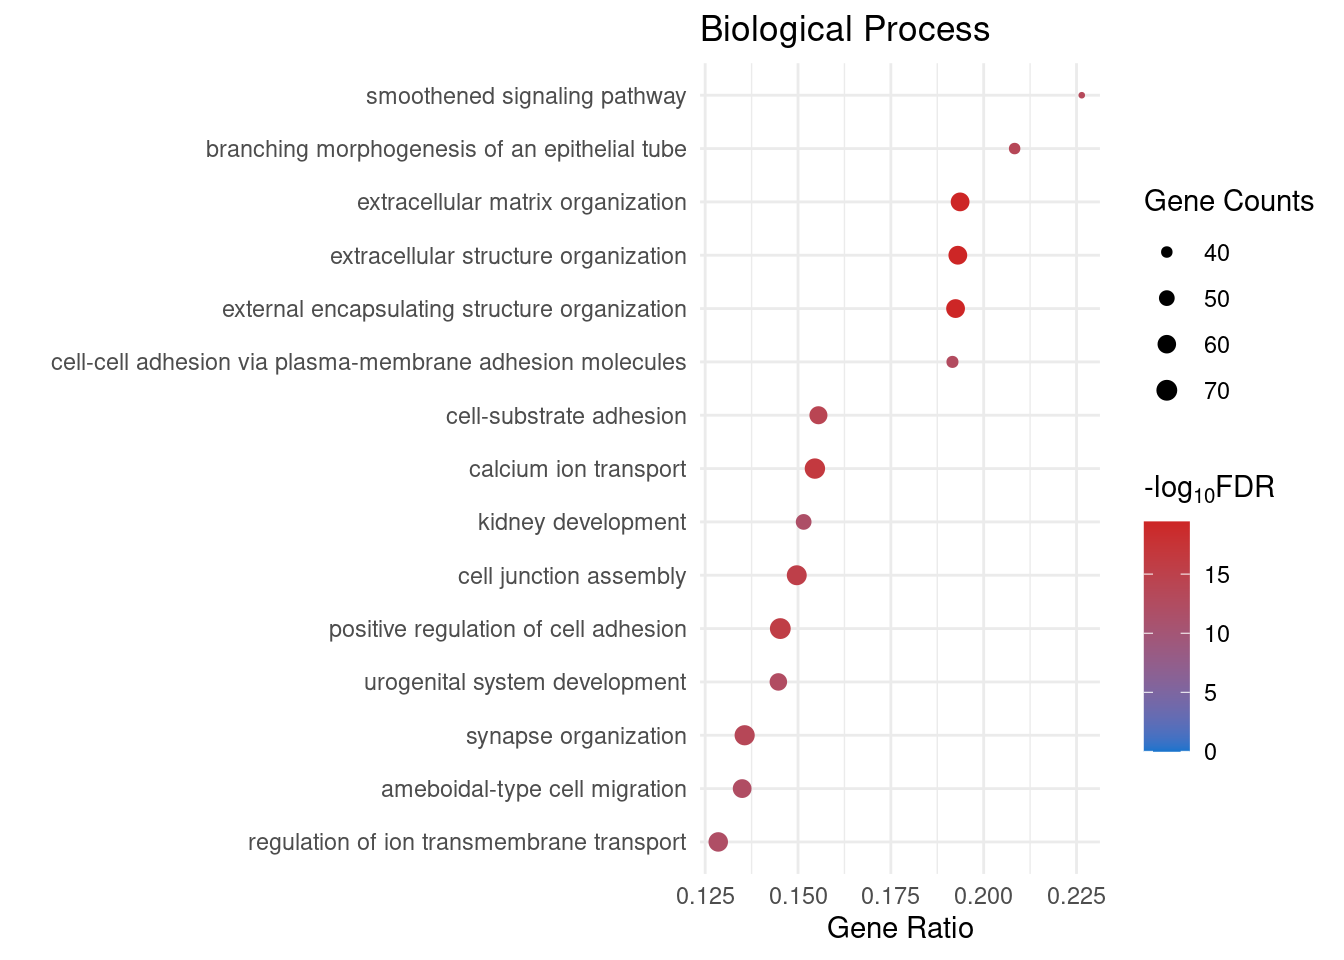 Biological Process
smoothened signaling pathway
branching morphogenesis of an epithelial tube
extracellular matrix organization
extracellular structure organization
external encapsulating structure organization
cell-cell adhesion via plasma-membrane adhesion molecules
cell-substrate adhesion
calcium ion transport
kidney development
cell junction assembly
positive regulation of cell adhesion
urogenital system development
synapse organization
ameboidal-type cell migration
regulation of ion transmembrane transport
0.125 0.150 0.175 0.200 0.225
Gene Ratio
Gene Counts
40
50
60
70
-log₁₀FDR
15
10
5
0